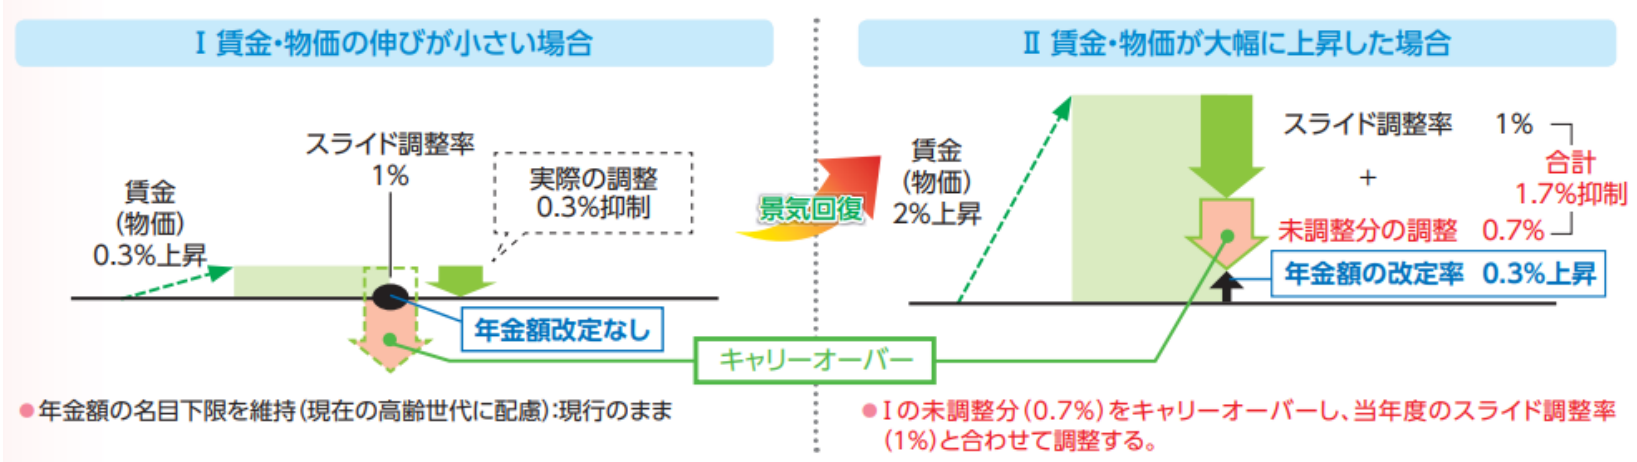 Ⅰ 賃金・物価の伸びが小さい場合
スライド調整率
1%
賃金
(物価)
0.3%上昇
実際の調整
0.3%抑制
年金額改定なし
●年金額の名目下限を維持(現在の高齢世代に配慮):現行のまま
景気回復
キャリーオーバー
Ⅱ 賃金・物価が大幅に上昇した場合
賃金
(物価)
2%上昇
スライド調整率 1%
+
未調整分の調整 0.7%
合計
1.7%抑制
年金額の改定率 0.3%上昇
●Ⅰの未調整分(0.7%)をキャリーオーバーし、当年度のスライド調整率
(1%)と合わせて調整する。